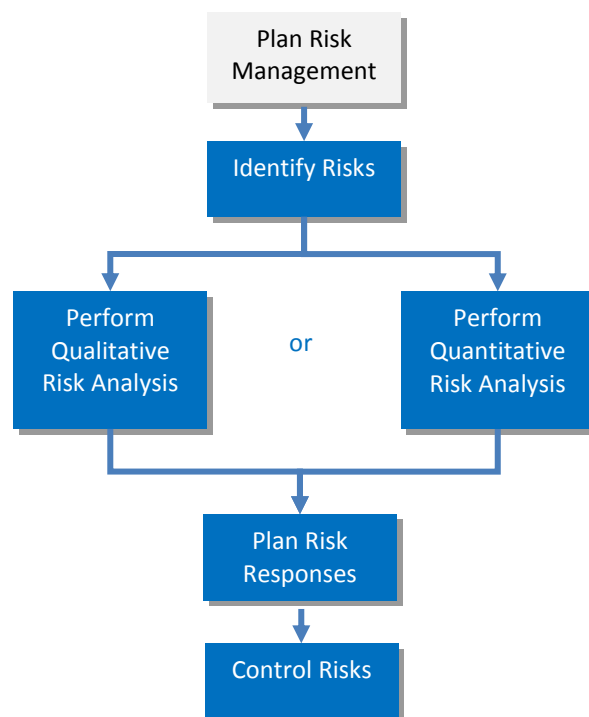 Plan Risk
Management
Identify Risks
Perform
Qualitative
Risk Analysis
or
Perform
Quantitative
Risk Analysis
Plan Risk
Responses
Control Risks